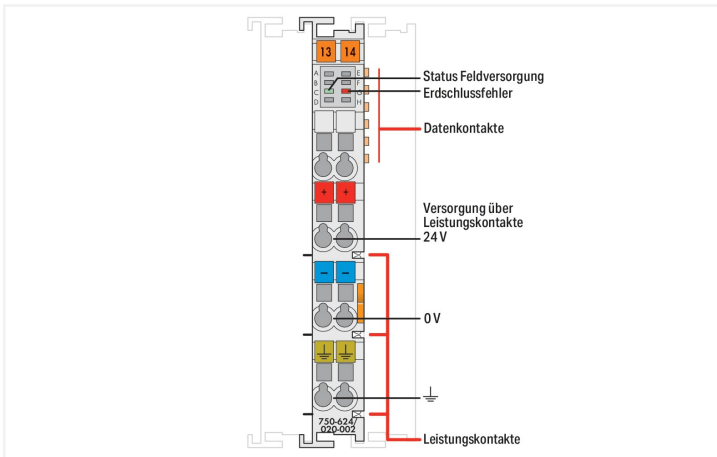 13 14
A E
B F
C G
D H
Status Feldversorgung
Erdschlussfehler
Datenkontakte
+ +
Versorgung über
Leistungskontakte
24 V
− −
0 V
750-624/
020-002
Leistungskontakte